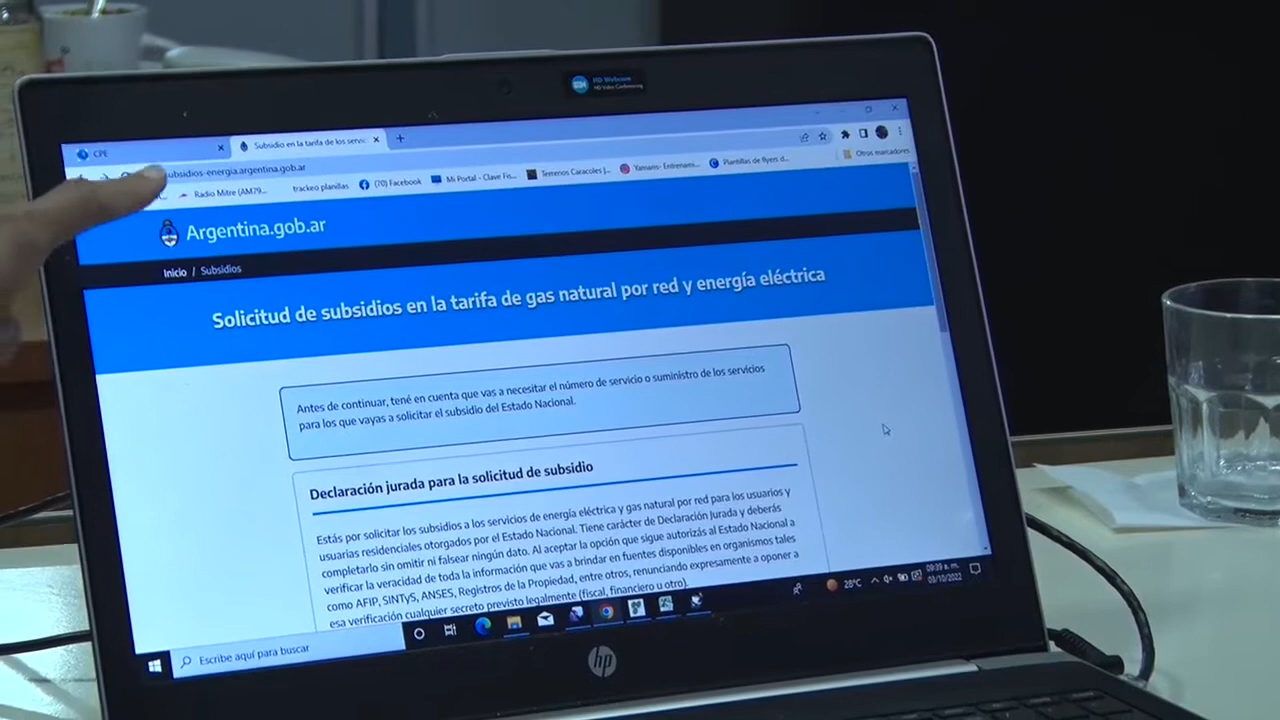 HD Webcam
HD Video Conferencing
CPE
Subsidio en la tarifa de los servic
ubsidios-energia.argentina.gob.ar
Radio Mitre (AM79...
trackeo planillas
(70) Facebook
Mi Portal - Clave Fis...
Terrenos Caracoles |...
Yamams- Entrenami...
Plantillas de flyers d...
Otros marcadores
Argentina.gob.ar
Inicio / Subsidios
Solicitud de subsidios en la tarifa de gas natural por red y energía eléctrica
Antes de continuar, tené en cuenta que vas a necesitar el número de servicio o suministro de los servicios
para los que vayas a solicitar el subsidio del Estado Nacional.
Declaración jurada para la solicitud de subsidio
Estás por solicitar los subsidios a los servicios de energía eléctrica y gas natural por red para los usuarios y
usuarias residenciales otorgados por el Estado Nacional. Tiene carácter de Declaración Jurada y deberás
completarlo sin omitir ni falsear ningún dato. Al aceptar la opción que sigue autorizás al Estado Nacional a
verificar la veracidad de toda la información que vas a brindar en fuentes disponibles en organismos tales
como AFIP, SINTyS, ANSES, Registros de la Propiedad, entre otros, renunciando expresamente a oponer a
esa verificación cualquier secreto previsto legalmente (fiscal, financiero u otro).
Escribe aquí para buscar
28°C
09:39 a. m.
03/10/2022
hp